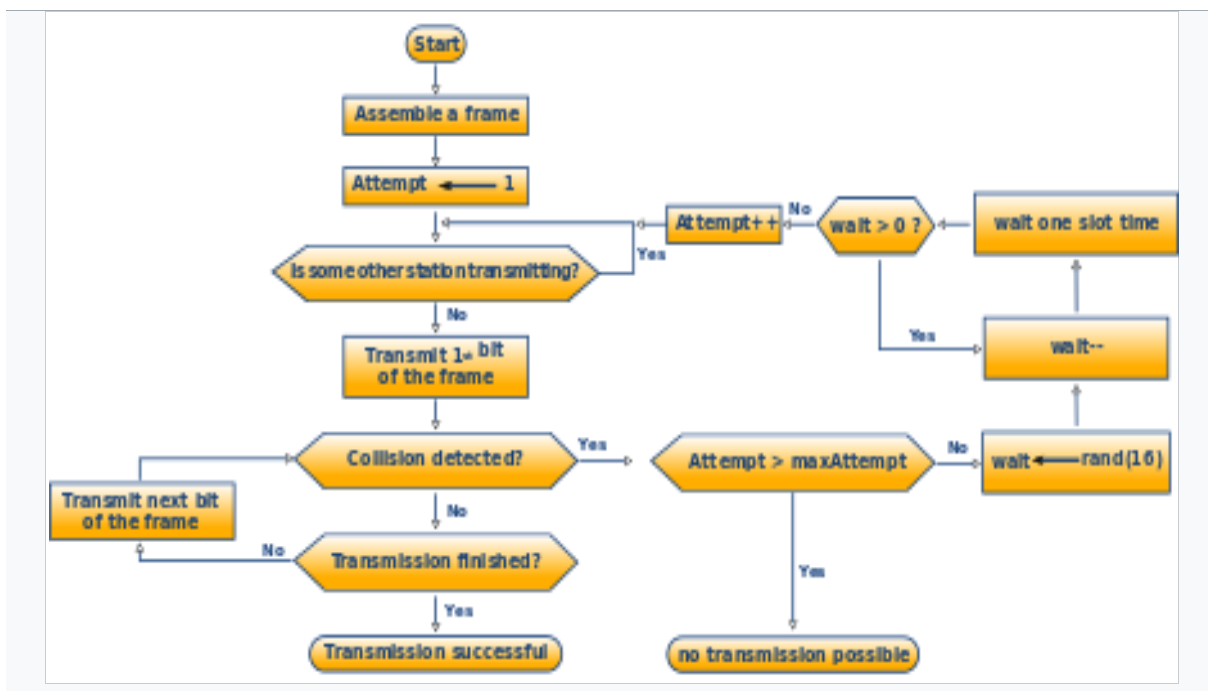 Start
Assemble a frame
Attempt ← 1
Is some other station transmitting?
Yes
No
Attempt++
No
wait > 0 ?
wait one slot time
Yes
wait--
Transmit 1st bit
of the frame
Collision detected?
Yes
Attempt > maxAttempt
No
wait ← rand(16)
Transmit next bit
of the frame
No
No
Transmission finished?
Yes
Yes
Transmission successful
no transmission possible